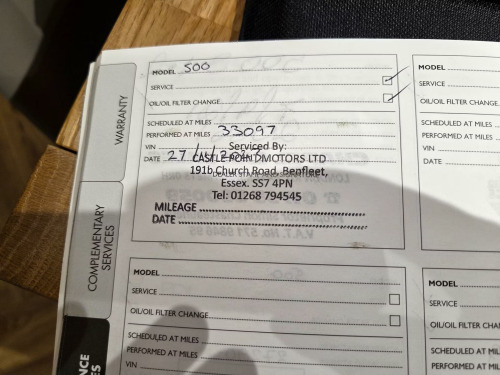 MODEL 500
SERVICE
OIL/OIL FILTER CHANGE
SCHEDULED AT MILES
PERFORMED AT MILES 33097
VIN
DATE 27
Serviced By:
CASTLE POINT MOTORS LTD
191b Church Road, Benfleet,
Essex. SS7 4PN
Tel: 01268 794545
MILEAGE
DATE
MODEL
SERVICE
OIL/OIL FILTER CHANGE
SCHEDULED AT MILES
PERFORMED AT MILES
VIN
DATE
MODEL
SERVICE
OIL/OIL FILTER CHANGE
SCHEDULED AT MILES
PERFORMED AT MILES
VIN
MODEL
SERVICE
OIL/OIL FILTER
SCHEDULED AT MIL
PERFORMED AT MIL
VIN
WARRANTY
COMPLEMENTARY
SERVICES